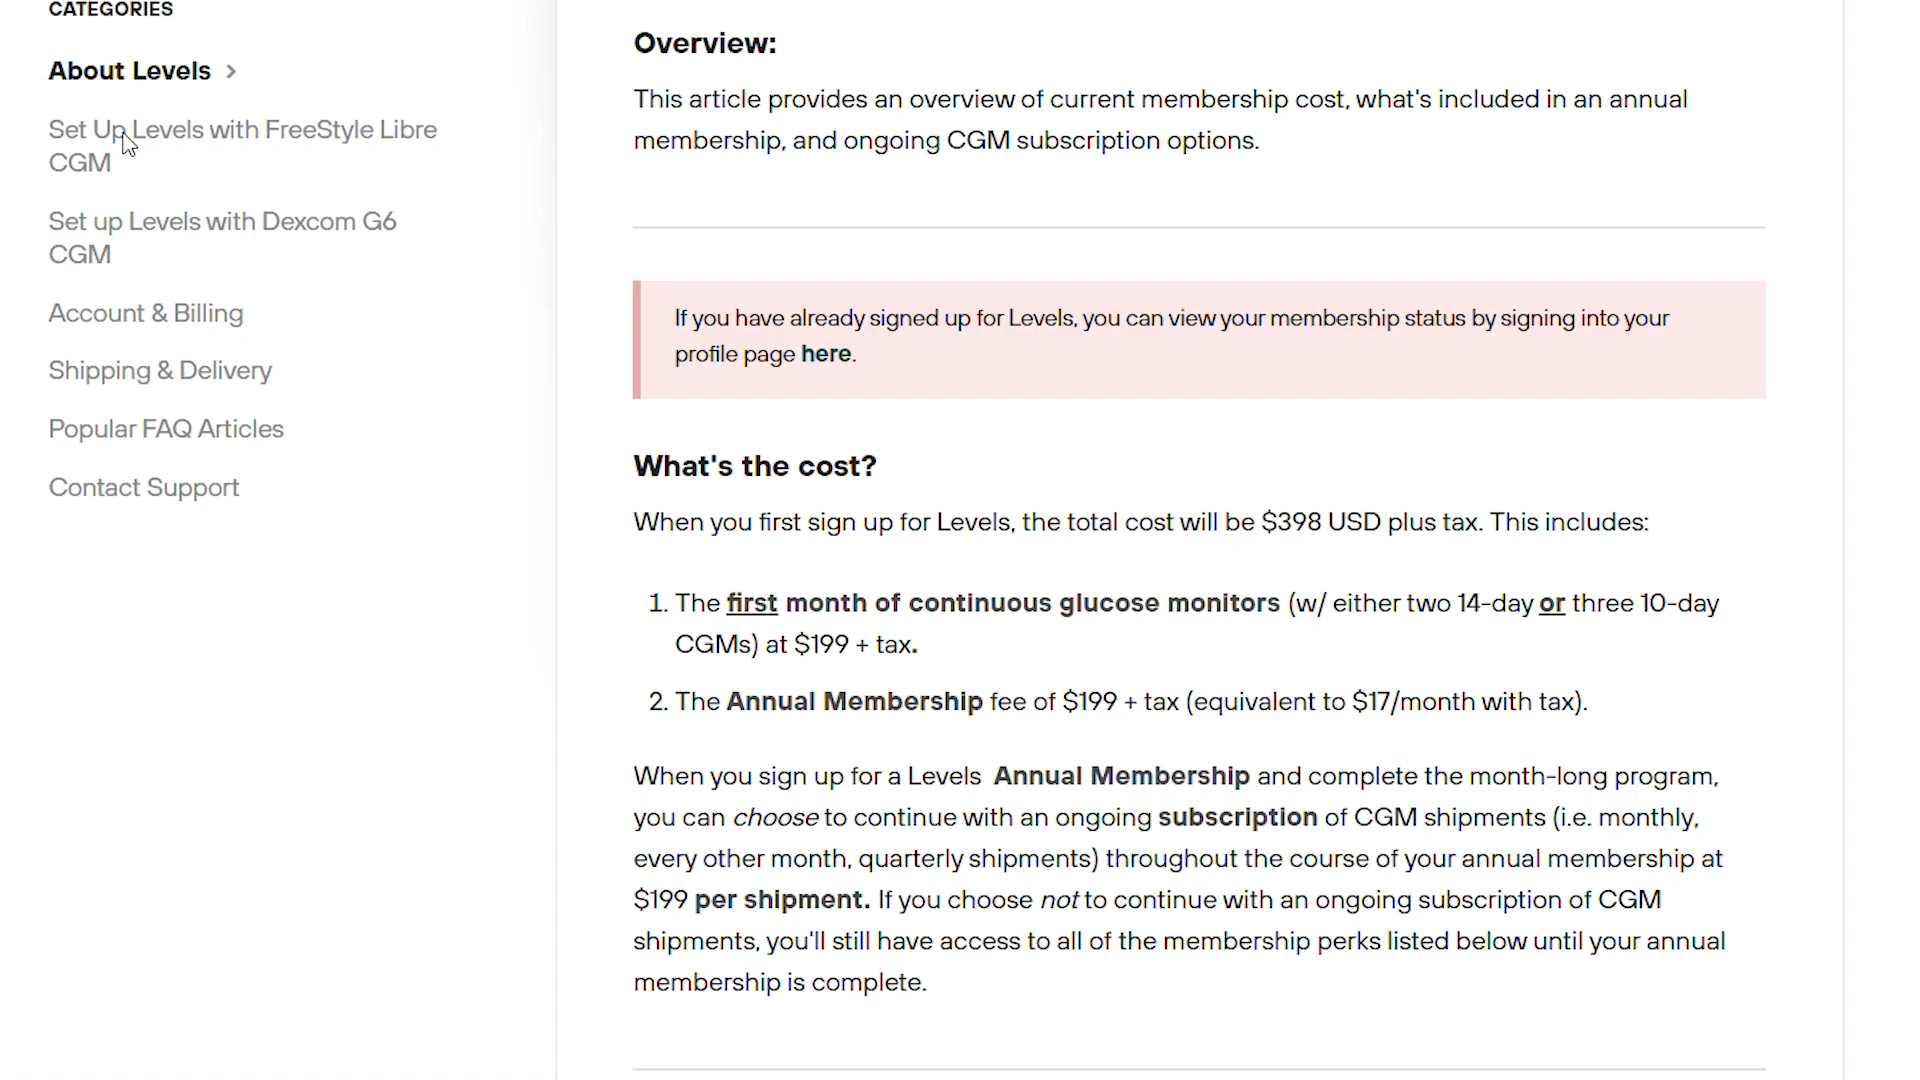 CATEGORIES
About Levels
Set Up Levels with FreeStyle Libre
CGM
Set up Levels with Dexcom G6
CGM
Account & Billing
Shipping & Delivery
Popular FAQ Articles
Contact Support
Overview:
This article provides an overview of current membership cost, what's included in an annual
membership, and ongoing CGM subscription options.
If you have already signed up for Levels, you can view your membership status by signing into your
profile page here.
What's the cost?
When you first sign up for Levels, the total cost will be $398 USD plus tax. This includes:
1. The first month of continuous glucose monitors (w/ either two 14-day or three 10-day
CGMs) at $199 + tax.
2. The Annual Membership fee of $199 + tax (equivalent to $17/month with tax).
When you sign up for a Levels Annual Membership and complete the month-long program,
you can choose to continue with an ongoing subscription of CGM shipments (i.e. monthly,
every other month, quarterly shipments) throughout the course of your annual membership at
$199 per shipment. If you choose not to continue with an ongoing subscription of CGM
shipments, you'll still have access to all of the membership perks listed below until your annual
membership is complete.